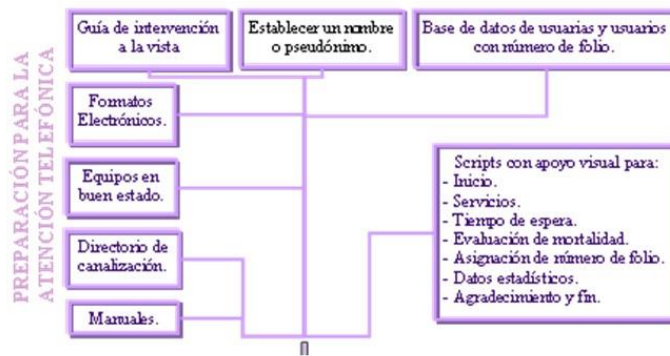 PREPARACIÓN PARA LA
ATENCIÓN TELEFÓNICA
Guía de intervención
a la vista
Establecer un nombre
o pseudónimo.
Base de datos de usuarias y usuarios
con número de folio.
Formatos
Electrónicos.
Equipos en
buen estado.
Directorio de
canalización.
Manuales.
Scripts con apoyo visual para:
- Inicio.
- Servicios.
- Tiempo de espera.
- Evaluación de mortalidad.
- Asignación de número de folio.
- Datos estadísticos.
- Agradecimiento y fin.